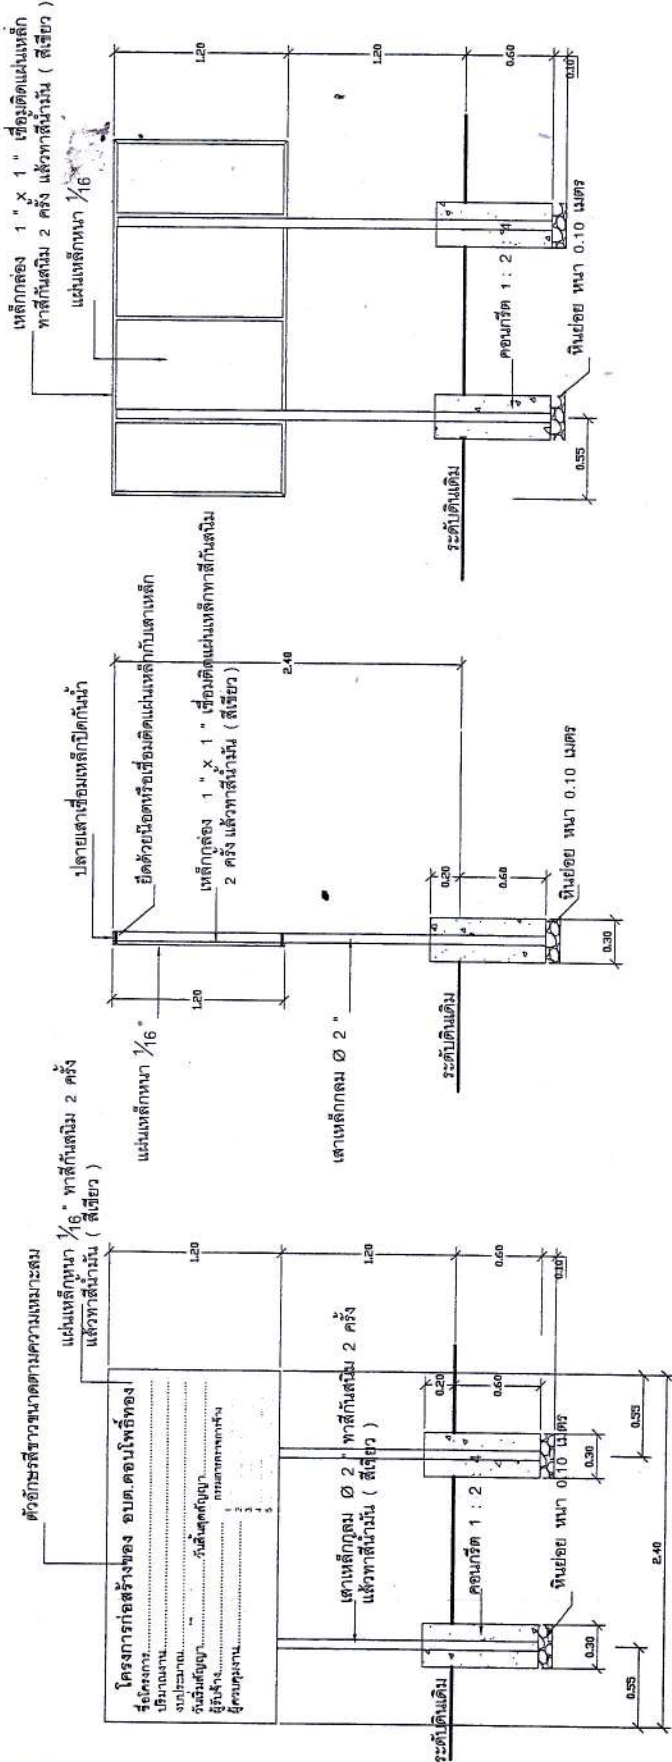 ตัวอักษรสีขาวขนาดตามความเหมาะสม
แผ่นเหล็กหนา 1/16 " ทาสีกันสนิม 2 ครั้ง
แล้วทาสีน้ำมัน ( สีเขียว )
โครงการก่อสร้างของ อบต.ดอนโพธิ์ทอง
ชื่อโครงการ
ปริมาณงาน
งบประมาณ
วันเริ่มสัญญา วันสิ้นสุดสัญญา
ผู้รับจ้าง กรรมการตรวจการจ้าง
ผู้ควบคุมงาน
1
2
3
4
5
1.20
1.20
0.60
0.10
เสาเหล็กกลม Ø 2 " ทาสีกันสนิม 2 ครั้ง
แล้วทาสีน้ำมัน ( สีเขียว )
คอนกรีต 1 : 2 : 4
ระดับดินเดิม
0.20
0.60
หินย่อย หนา 0.10 เมตร
0.30
0.30
0.55
0.55
2.40
ปลายเสาเชื่อมเหล็กปิดกันน้ำ
ยึดด้วยน๊อตหรือเชื่อมติดแผ่นเหล็กกับเสาเหล็ก
เหล็กกล่อง 1 " x 1 " เชื่อมติดแผ่นเหล็กทาสีกันสนิม
2 ครั้ง แล้วทาสีน้ำมัน ( สีเขียว )
แผ่นเหล็กหนา 1/16 "
1.20
2.40
เสาเหล็กกลม Ø 2 "
ระดับดินเดิม
0.20
0.60
หินย่อย หนา 0.10 เมตร
0.30
เหล็กกล่อง 1 " x 1 " เชื่อมติดแผ่นเหล็ก
ทาสีกันสนิม 2 ครั้ง แล้วทาสีน้ำมัน ( สีเขียว )
แผ่นเหล็กหนา 1/16
1.20
1.20
0.60
0.10
คอนกรีต 1 : 2 : 4
ระดับดินเดิม
หินย่อย หนา 0.10 เมตร
0.55